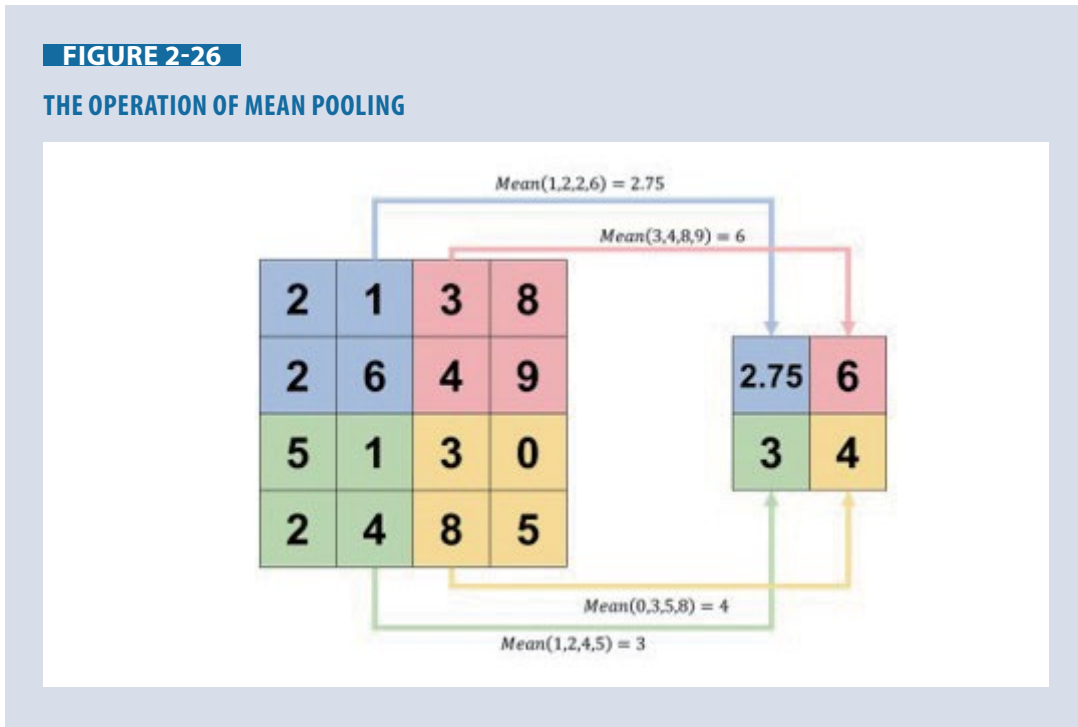 FIGURE 2-26
THE OPERATION OF MEAN POOLING
Mean(1,2,2,6) = 2.75
Mean(3,4,8,9) = 6
2 1 3 8
2 6 4 9
5 1 3 0
2 4 8 5
2.75 6
3 4
Mean(0,3,5,8) = 4
Mean(1,2,4,5) = 3